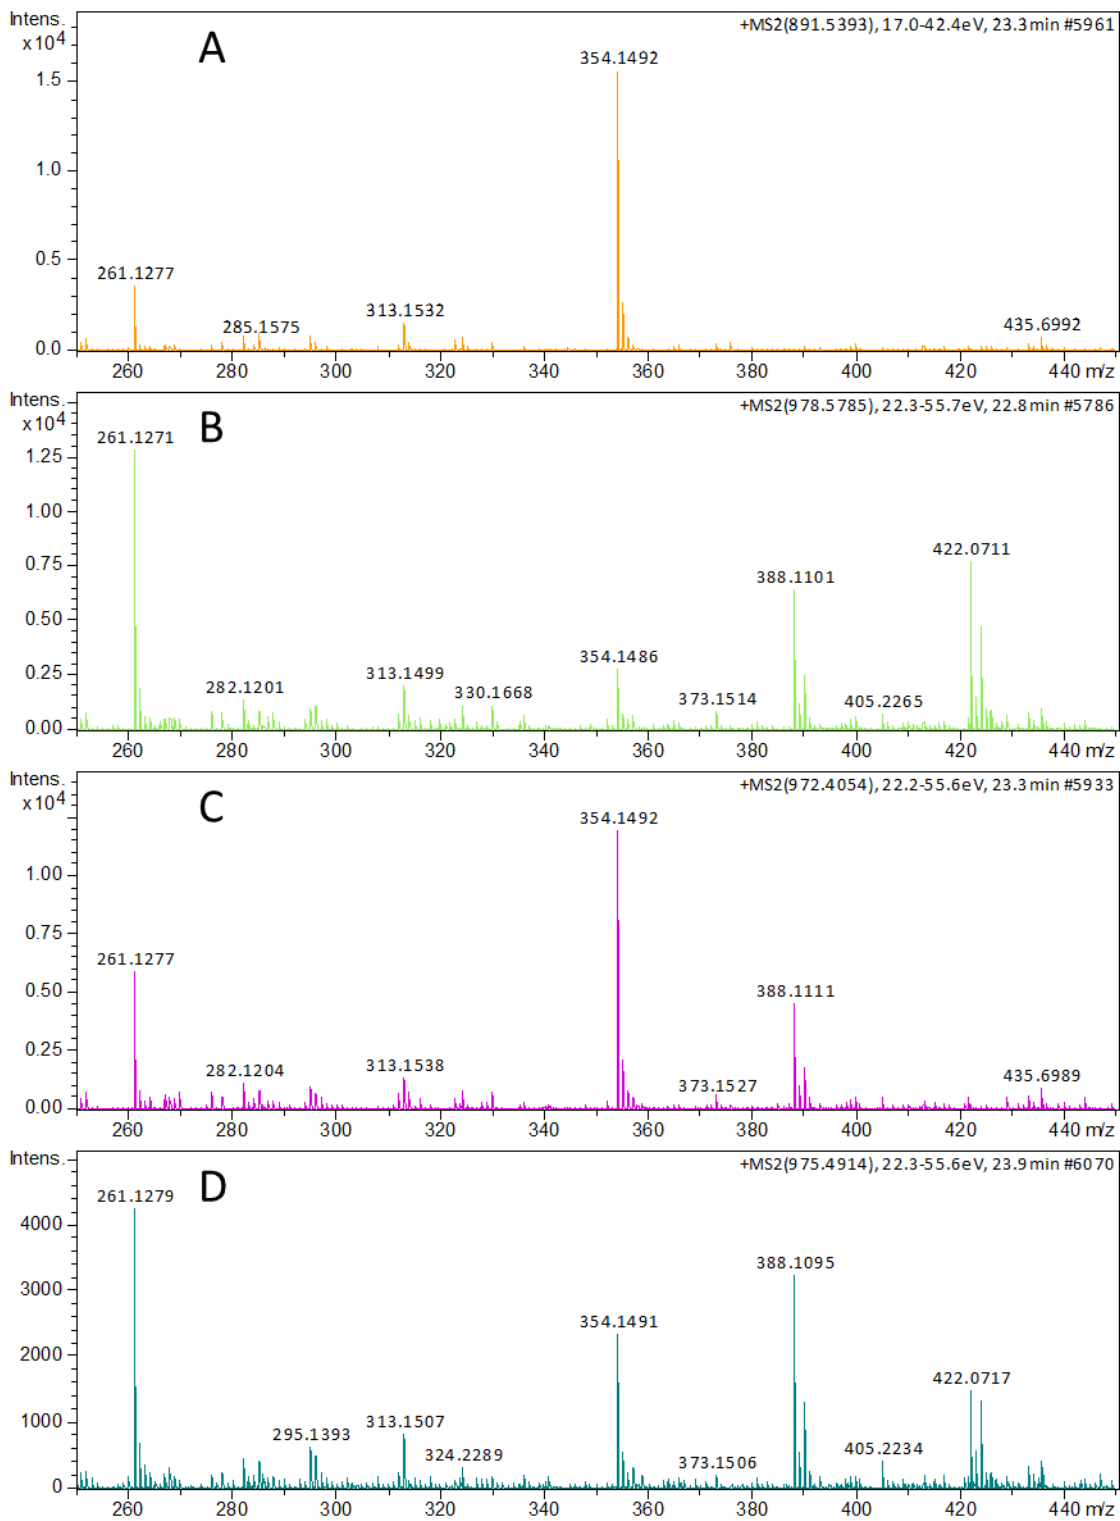 Intens.
x10⁴
A
+MS2(891.5393), 17.0-42.4eV, 23.3min #5961
354.1492
1.5
1.0
0.5
261.1277
285.1575
313.1532
435.6992
0.0
260 280 300 320 340 360 380 400 420 440 m/z
Intens.
x10⁴
B
+MS2(978.5785), 22.3-55.7eV, 22.8min #5786
261.1271
1.25
1.00
422.0711
0.75
388.1101
0.50
354.1486
313.1499
0.25
282.1201
330.1668
373.1514
405.2265
0.00
260 280 300 320 340 360 380 400 420 440 m/z
Intens.
x10⁴
C
+MS2(972.4054), 22.2-55.6eV, 23.3min #5933
354.1492
1.00
0.75
261.1277
0.50
388.1111
0.25
282.1204
313.1538
373.1527
435.6989
0.00
260 280 300 320 340 360 380 400 420 440 m/z
Intens.
D
+MS2(975.4914), 22.3-55.6eV, 23.9min #6070
261.1279
4000
388.1095
3000
354.1491
2000
422.0717
313.1507
295.1393
1000
324.2289
373.1506
405.2234
0
260 280 300 320 340 360 380 400 420 440 m/z